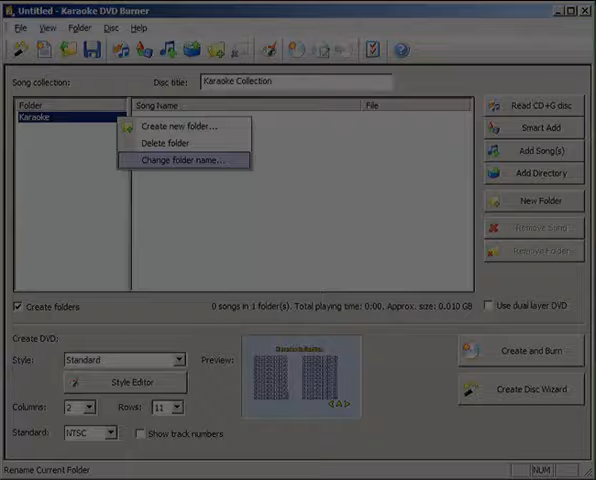 Untitled - Karaoke DVD Burner
File View Folder Disc Help
Song collection:
Disc title: Karaoke Collection
Folder
Song Name
File
Karaoke
Create new folder...
Delete folder
Change folder name...
Read CD+G disc
Smart Add
Add Song(s)
Add Directory
New Folder
Remove Song
Remove Folder
Create folders
0 songs in 1 folder(s). Total playing time: 0:00. Approx. size: 0.010 GB
Use dual layer DVD
Create DVD:
Style: Standard
Preview:
Karaoke Collection
Style Editor
Columns: 2 Rows: 11
Standard: NTSC
Show track numbers
Create and Burn
Create Disc Wizard
Rename Current Folder
NUM